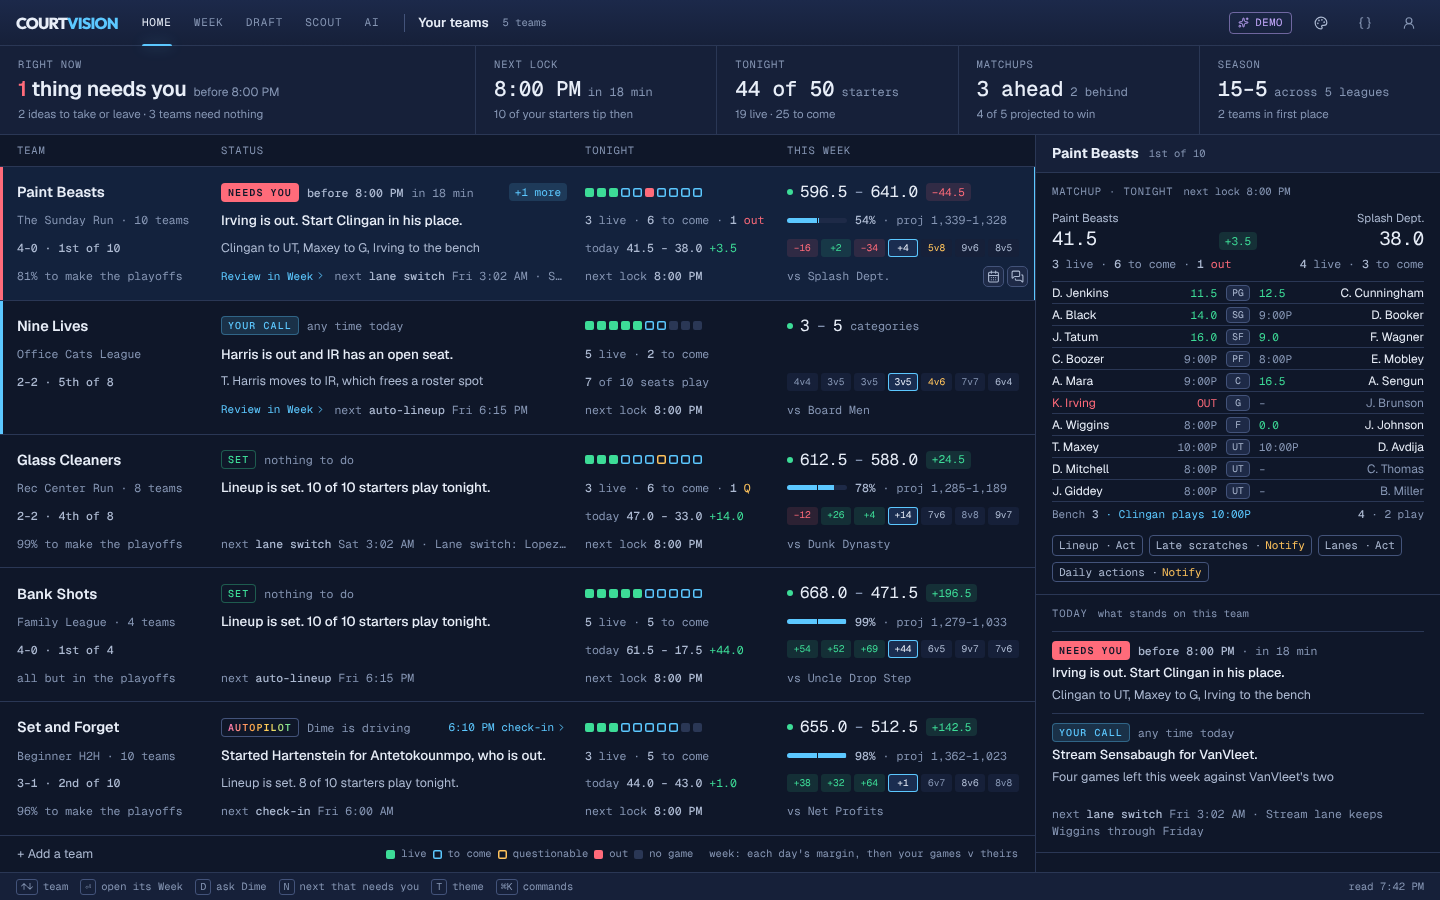 COURTVISION HOME WEEK DRAFT SCOUT AI Your teams 5 teams DEMO { }
RIGHT NOW
1 thing needs you before 8:00 PM
2 ideas to take or leave · 3 teams need nothing
NEXT LOCK
8:00 PM in 18 min
10 of your starters tip then
TONIGHT
44 of 50 starters
19 live · 25 to come
MATCHUPS
3 ahead 2 behind
4 of 5 projected to win
SEASON
15–5 across 5 leagues
2 teams in first place
TEAM STATUS TONIGHT THIS WEEK
Paint Beasts NEEDS YOU before 8:00 PM in 18 min +1 more 596.5 – 641.0 -44.5
The Sunday Run · 10 teams Irving is out. Start Clingan in his place. 3 live · 6 to come · 1 out 54% · proj 1,339–1,328
4–0 · 1st of 10 Clingan to UT, Maxey to G, Irving to the bench today 41.5 – 38.0 +3.5 -16 +2 -34 +4 5v8 9v6 8v5
81% to make the playoffs Review in Week › next lane switch Fri 3:02 AM · S… next lock 8:00 PM vs Splash Dept.
Nine Lives YOUR CALL any time today 3 – 5 categories
Office Cats League Harris is out and IR has an open seat. 5 live · 2 to come
2–2 · 5th of 8 T. Harris moves to IR, which frees a roster spot 7 of 10 seats play 4v4 3v5 3v5 3v5 4v6 7v7 6v4
Review in Week › next auto-lineup Fri 6:15 PM next lock 8:00 PM vs Board Men
Glass Cleaners SET nothing to do 612.5 – 588.0 +24.5
Rec Center Run · 8 teams Lineup is set. 10 of 10 starters play tonight. 3 live · 6 to come · 1 Q 78% · proj 1,285–1,189
2–2 · 4th of 8 today 47.0 – 33.0 +14.0 -12 +26 +4 +14 7v6 8v8 9v7
99% to make the playoffs next lane switch Sat 3:02 AM · Lane switch: Lopez… next lock 8:00 PM vs Dunk Dynasty
Bank Shots SET nothing to do 668.0 – 471.5 +196.5
Family League · 4 teams Lineup is set. 10 of 10 starters play tonight. 5 live · 5 to come 99% · proj 1,279–1,033
4–0 · 1st of 4 today 61.5 – 17.5 +44.0 +54 +52 +69 +44 6v5 9v7 7v6
all but in the playoffs next auto-lineup Fri 6:15 PM next lock 8:00 PM vs Uncle Drop Step
Set and Forget AUTOPILOT Dime is driving 6:10 PM check-in › 655.0 – 512.5 +142.5
Beginner H2H · 10 teams Started Hartenstein for Antetokounmpo, who is out. 3 live · 5 to come 98% · proj 1,362–1,023
3–1 · 2nd of 10 Lineup is set. 8 of 10 starters play tonight. today 44.0 – 43.0 +1.0 +38 +32 +64 +1 6v7 8v6 8v8
96% to make the playoffs next check-in Fri 6:00 AM next lock 8:00 PM vs Net Profits
+ Add a team live to come questionable out no game week: each day's margin, then your games v theirs
Paint Beasts 1st of 10
MATCHUP · TONIGHT next lock 8:00 PM
Paint Beasts Splash Dept.
41.5 +3.5 38.0
3 live · 6 to come · 1 out 4 live · 3 to come
D. Jenkins 11.5 PG 12.5 C. Cunningham
A. Black 14.0 SG 9:00P D. Booker
J. Tatum 16.0 SF 9.0 F. Wagner
C. Boozer 9:00P PF 8:00P E. Mobley
A. Mara 9:00P C 16.5 A. Sengun
K. Irving OUT G – J. Brunson
A. Wiggins 8:00P F 0.0 J. Johnson
T. Maxey 10:00P UT 10:00P D. Avdija
D. Mitchell 8:00P UT – C. Thomas
J. Giddey 8:00P UT – B. Miller
Bench 3 · Clingan plays 10:00P 4 · 2 play
Lineup · Act Late scratches · Notify Lanes · Act
Daily actions · Notify
TODAY what stands on this team
NEEDS YOU before 8:00 PM · in 18 min
Irving is out. Start Clingan in his place.
Clingan to UT, Maxey to G, Irving to the bench
YOUR CALL any time today
Stream Sensabaugh for VanVleet.
Four games left this week against VanVleet's two
next lane switch Fri 3:02 AM · Stream lane keeps
Wiggins through Friday
↑↓ team ⏎ open its Week D ask Dime N next that needs you T theme ⌘K commands read 7:42 PM